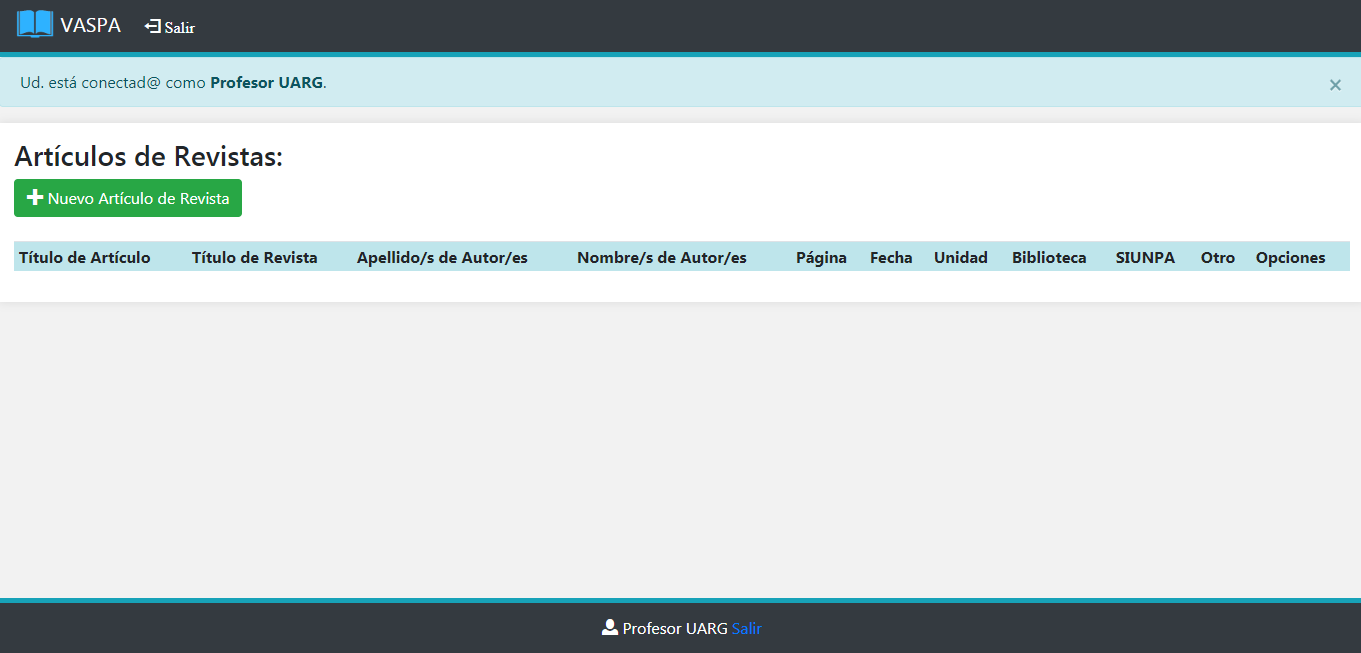 VASPA Salir
Ud. está conectad@ como Profesor UARG. ×
Artículos de Revistas:
Nuevo Artículo de Revista
Título de Artículo Título de Revista Apellido/s de Autor/es Nombre/s de Autor/es Página Fecha Unidad Biblioteca SIUNPA Otro Opciones
Profesor UARG Salir